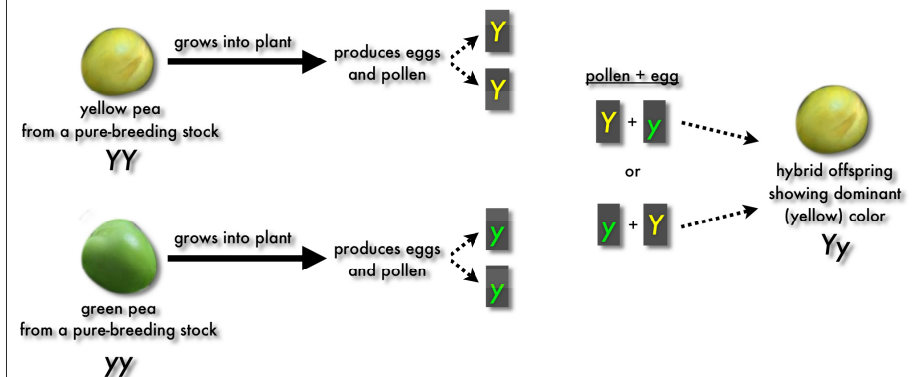 grows into plant
produces eggs
and pollen
Y
Y
yellow pea
from a pure-breeding stock
YY
grows into plant
produces eggs
and pollen
y
y
green pea
from a pure-breeding stock
yy
pollen + egg
Y + y
or
y + Y
hybrid offspring
showing dominant
(yellow) color
Yy